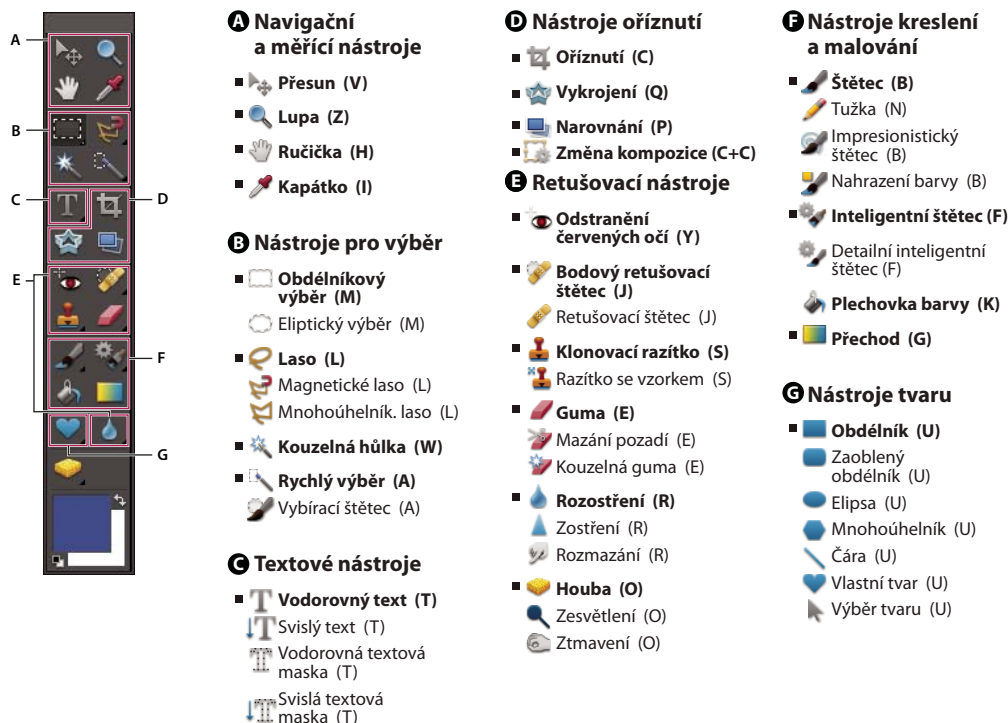 A
B
C
D
E
F
G
A Navigační
a měřící nástroje
Přesun (V)
Lupa (Z)
Ručička (H)
Kapátko (I)
B Nástroje pro výběr
Obdélníkový
výběr (M)
Eliptický výběr (M)
Laso (L)
Magnetické laso (L)
Mnohoúhelník. laso (L)
Kouzelná hůlka (W)
Rychlý výběr (A)
Vybírací štětec (A)
C Textové nástroje
Vodorovný text (T)
Svislý text (T)
Vodorovná textová
maska (T)
Svislá textová
maska (T)
D Nástroje oříznutí
Oříznutí (C)
Vykrojení (Q)
Narovnání (P)
Změna kompozice (C+C)
E Retušovací nástroje
Odstranění
červených očí (Y)
Bodový retušovací
štětec (J)
Retušovací štětec (J)
Klonovací razítko (S)
Razítko se vzorkem (S)
Guma (E)
Mazání pozadí (E)
Kouzelná guma (E)
Rozostření (R)
Zostření (R)
Rozmazání (R)
Houba (O)
Zesvětlení (O)
Ztmavení (O)
F Nástroje kreslení
a malování
Štětec (B)
Tužka (N)
Impresionistický
štětec (B)
Nahrazení barvy (B)
Inteligentní štětec (F)
Detailní inteligentní
štětec (F)
Plechovka barvy (K)
Přechod (G)
G Nástroje tvaru
Obdélník (U)
Zaoblený
obdélník (U)
Elipsa (U)
Mnohoúhelník (U)
Čára (U)
Vlastní tvar (U)
Výběr tvaru (U)